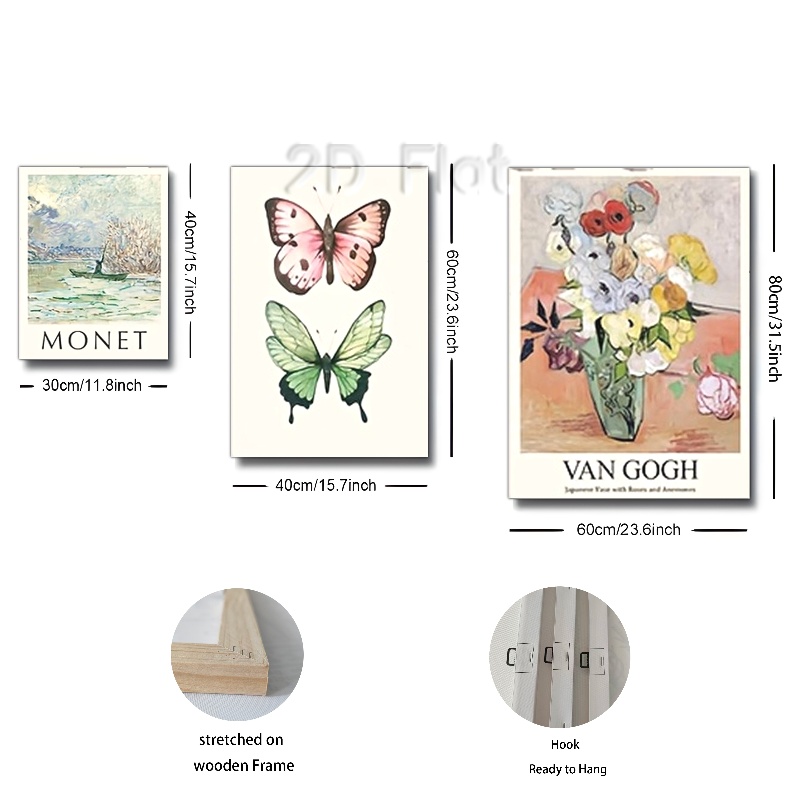 2D Flat
MONET
40cm/15.7inch
30cm/11.8inch
60cm/23.6inch
40cm/15.7inch
VAN GOGH
Japanese Vase with Roses and Anemones
80cm/31.5inch
60cm/23.6inch
stretched on
wooden Frame
Hook
Ready to Hang